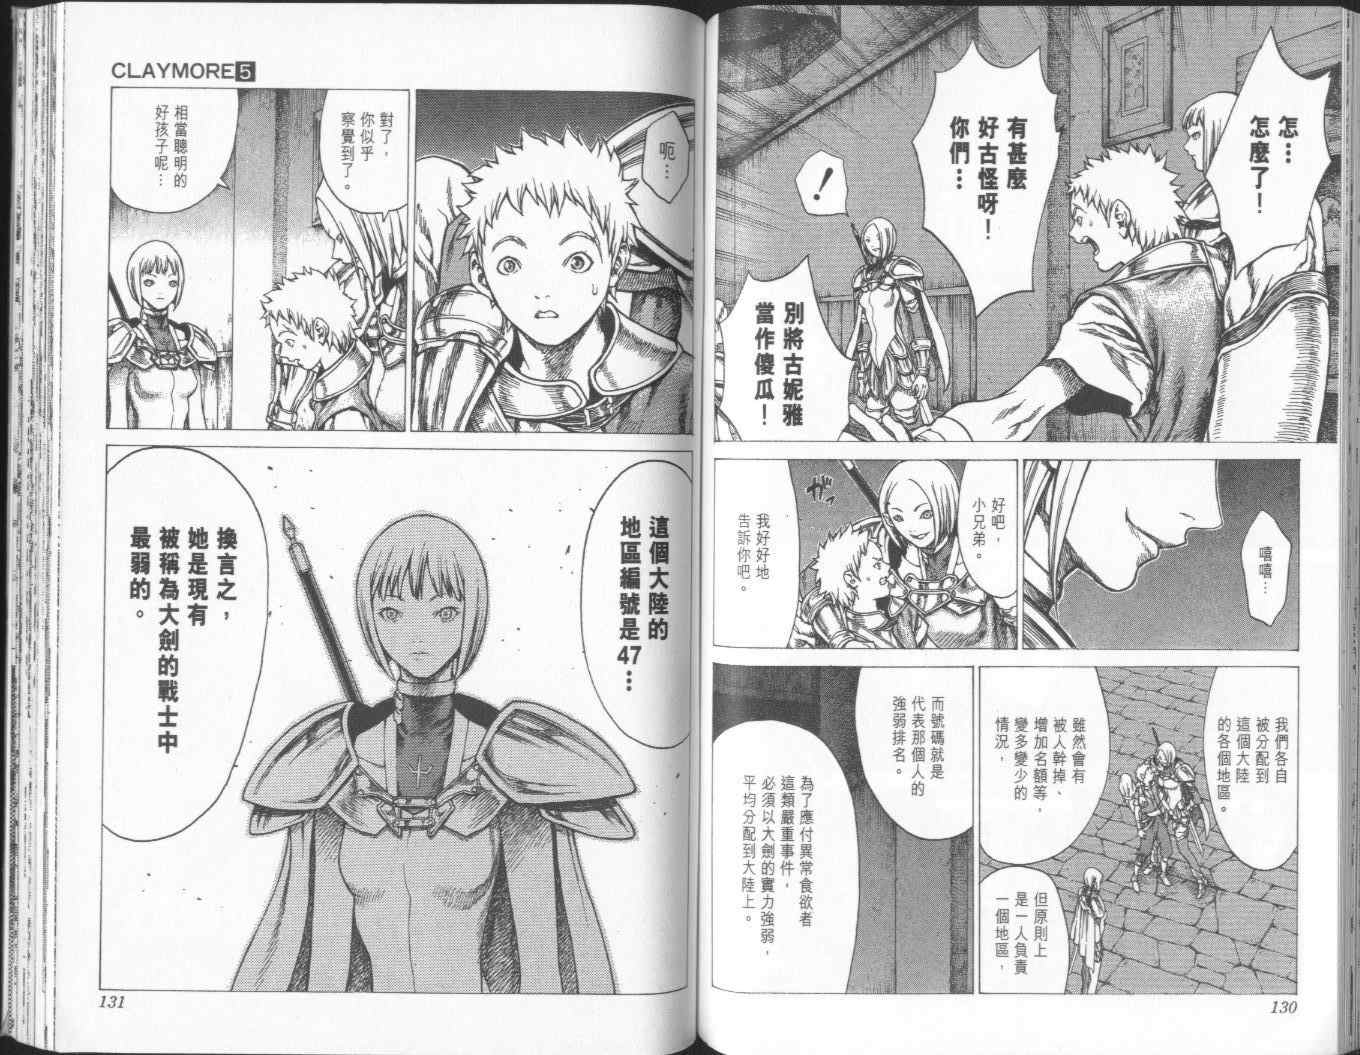 怎…
怎麼了！
有甚麼
好古怪呀！
你們…
！
別將古妮雅
當作傻瓜！
嘻嘻…
好吧，
小兄弟。
我好好地
告訴你吧。
我們各自
被分配到
這個大陸
的各個地區。
雖然會有
被人幹掉、
增加名額等，
變多變少的
情況，
但原則上
是一人負責
一個地區，
而號碼就是
代表那個人的
強弱排名。
為了應付異常食欲者
這類嚴重事件，
必須以大劍的實力強弱，
平均分配到大陸上。
130
CLAYMORE 5
呃…
對了，
你似乎
察覺到了。
相當聰明的
好孩子呢…
這個大陸的
地區編號是
47…
換言之，
她是現有
被稱為大劍的戰士中
最弱的。
131